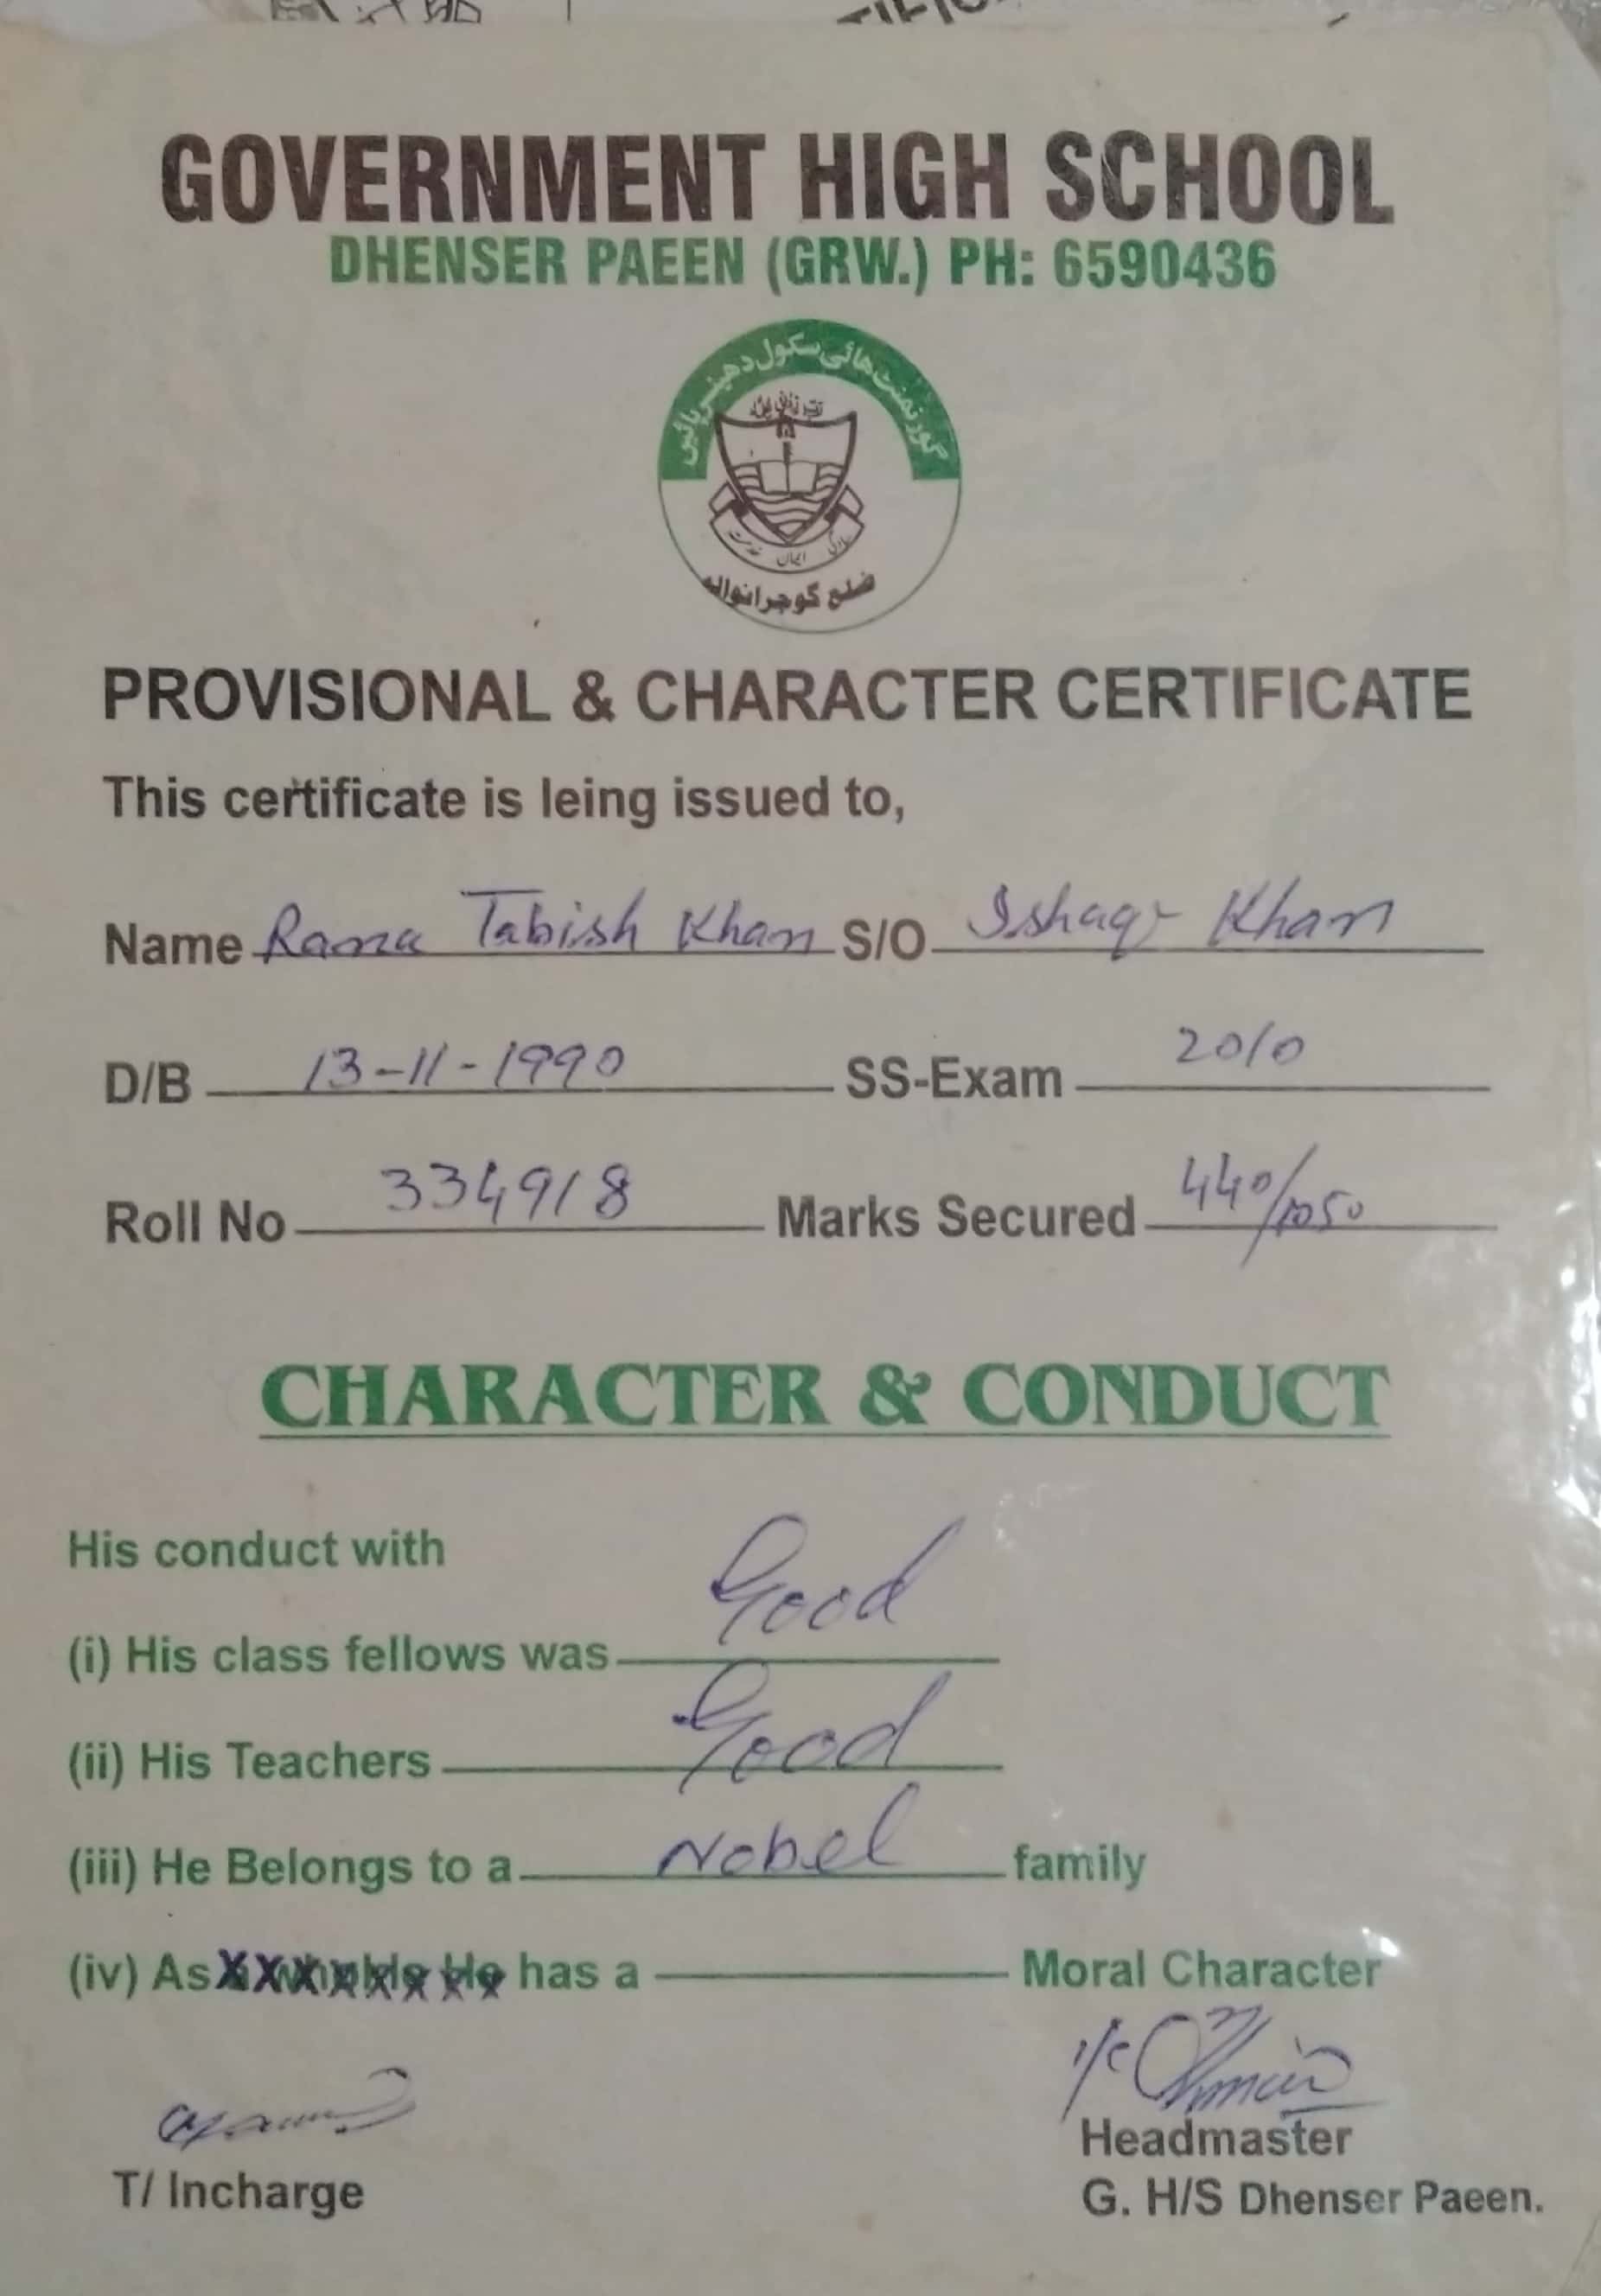 GOVERNMENT HIGH SCHOOL
DHENSER PAEEN (GRW.) PH: 6590436
گورنمنٹ هائی سکول دھینسر پائیں
ایمان
خدمت
ضلع گوجرانوالہ
PROVISIONAL & CHARACTER CERTIFICATE
This certificate is leing issued to,
Name Rana Tabish Khan S/O Ishaq Khan
D/B 13-11-1990 SS-Exam 2010
Roll No 334918 Marks Secured 440/1050
CHARACTER & CONDUCT
His conduct with
(i) His class fellows was Good
(ii) His Teachers Good
(iii) He Belongs to a Nobel family
(iv) As has a Moral Character
T/ Incharge
Headmaster
G. H/S Dhenser Paeen.